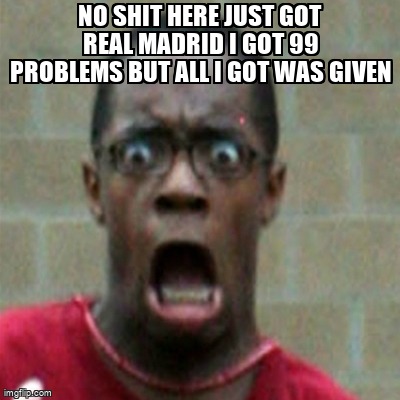 NO SHIT HERE JUST GOT
REAL MADRID I GOT 99
PROBLEMS BUT ALL I GOT WAS GIVEN
imgflip.com